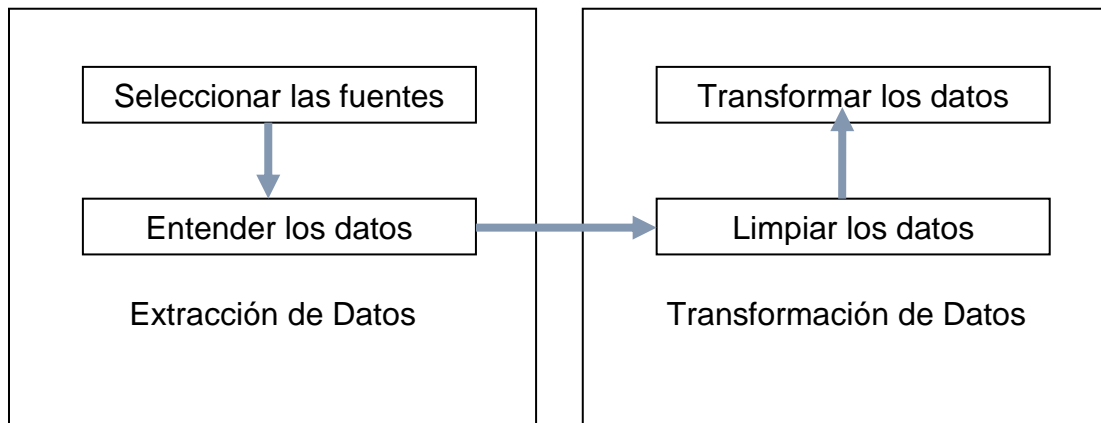 Seleccionar las fuentes
Entender los datos
Extracción de Datos
Transformar los datos
Limpiar los datos
Transformación de Datos